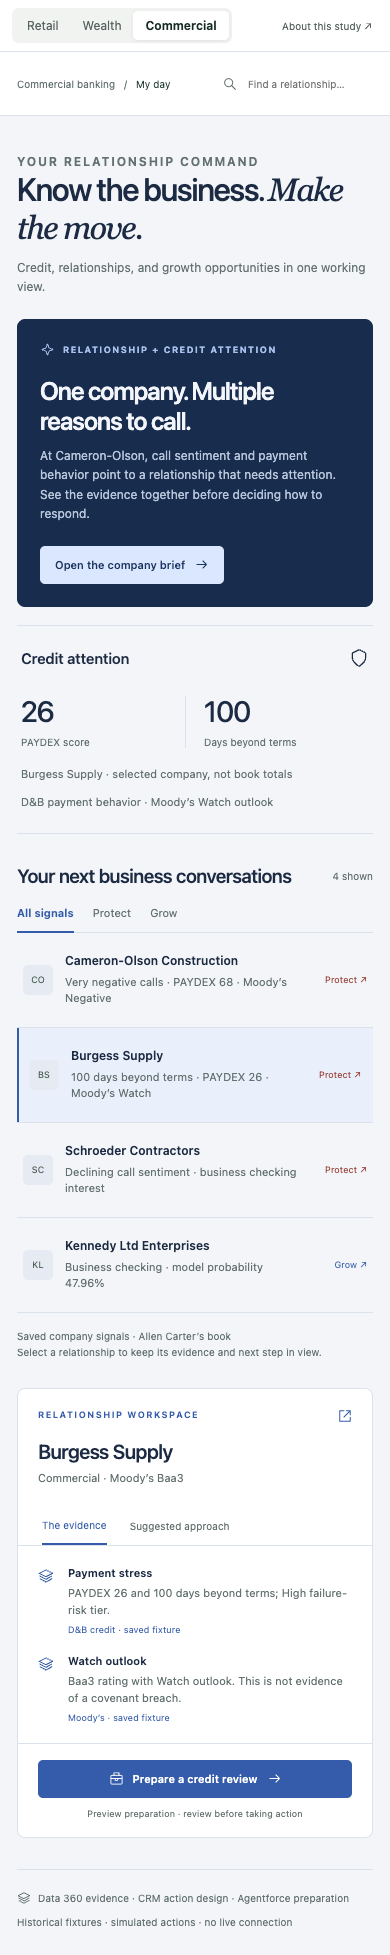 Retail Wealth Commercial About this study ↗
Commercial banking / My day Find a relationship...
YOUR RELATIONSHIP COMMAND
Know the business. Make
the move.
Credit, relationships, and growth opportunities in one working
view.
RELATIONSHIP + CREDIT ATTENTION
One company. Multiple
reasons to call.
At Cameron-Olson, call sentiment and payment
behavior point to a relationship that needs attention.
See the evidence together before deciding how to
respond.
Open the company brief →
Credit attention
26 100
PAYDEX score Days beyond terms
Burgess Supply · selected company, not book totals
D&B payment behavior · Moody's Watch outlook
Your next business conversations 4 shown
All signals Protect Grow
Cameron-Olson Construction
CO Very negative calls · PAYDEX 68 · Moody's Protect ↗
Negative
Burgess Supply
BS 100 days beyond terms · PAYDEX 26 · Protect ↗
Moody's Watch
Schroeder Contractors
SC Declining call sentiment · business checking Protect ↗
interest
Kennedy Ltd Enterprises
KL Business checking · model probability Grow ↗
47.96%
Saved company signals · Allen Carter's book
Select a relationship to keep its evidence and next step in view.
RELATIONSHIP WORKSPACE
Burgess Supply
Commercial · Moody's Baa3
The evidence Suggested approach
Payment stress
PAYDEX 26 and 100 days beyond terms; High failure-
risk tier.
D&B credit · saved fixture
Watch outlook
Baa3 rating with Watch outlook. This is not evidence
of a covenant breach.
Moody's · saved fixture
Prepare a credit review →
Preview preparation · review before taking action
Data 360 evidence · CRM action design · Agentforce preparation
Historical fixtures · simulated actions · no live connection